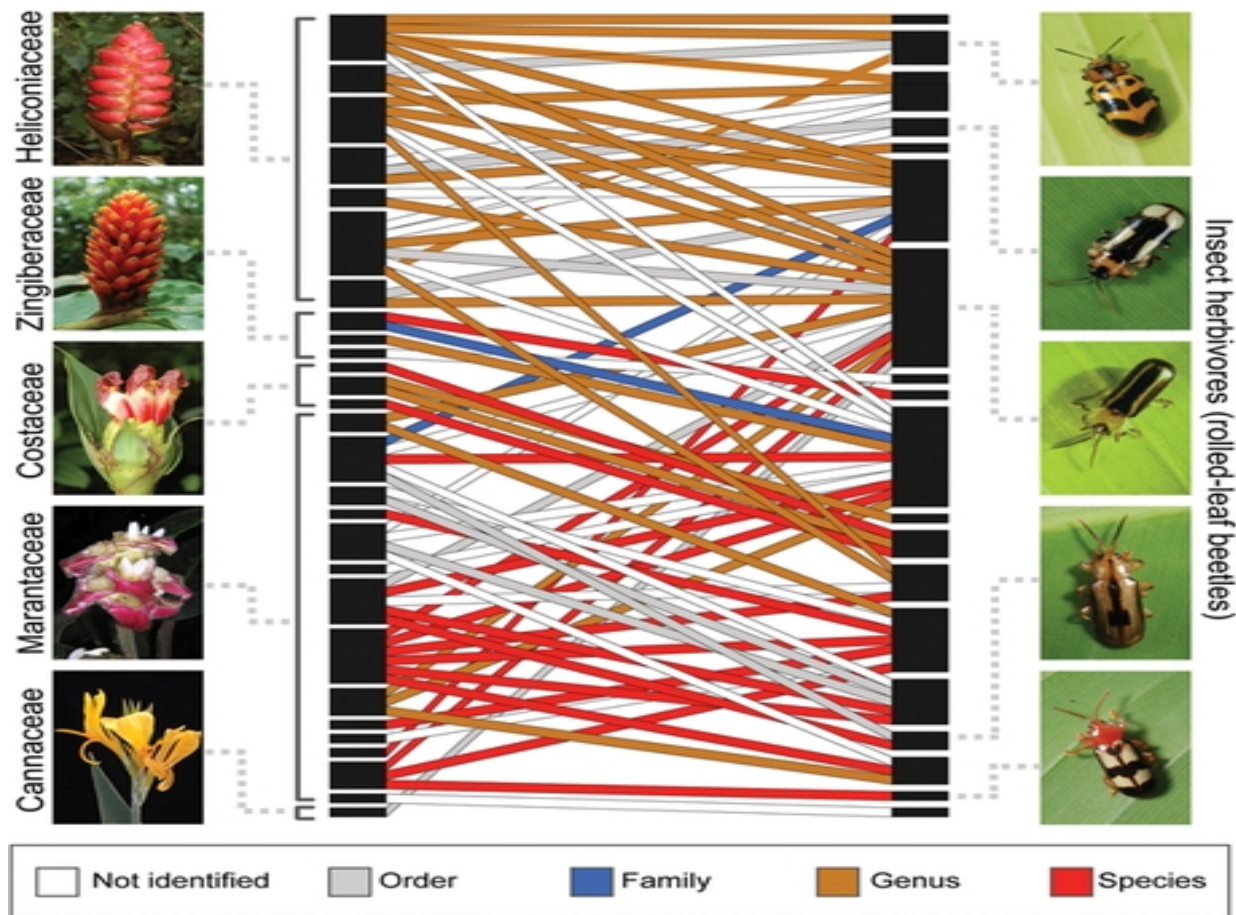 Heliconiaceae
Zingiberaceae
Costaceae
Marantaceae
Cannaceae
Insect herbivores (rolled-leaf beetles)
Not identified
Order
Family
Genus
Species